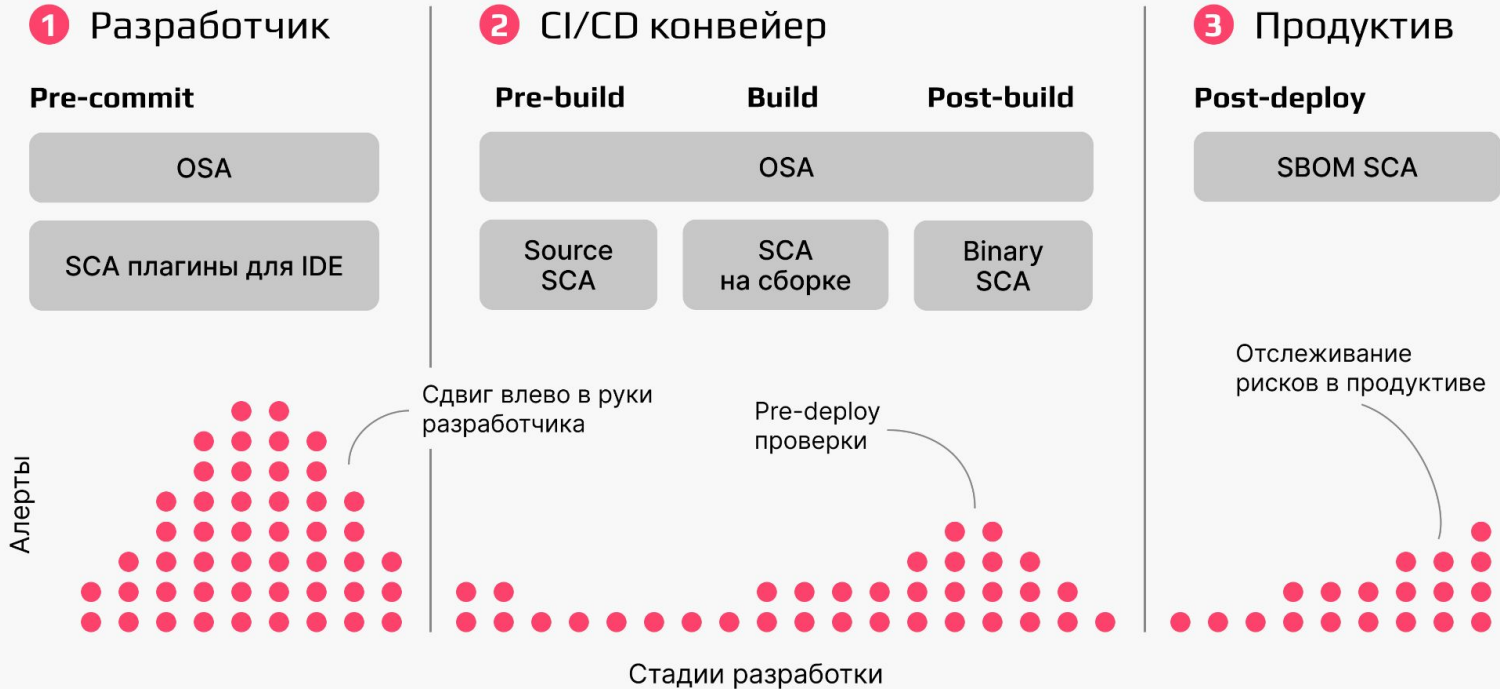 1 Разработчик
2 CI/CD конвейер
3 Продуктив
Pre-commit
Pre-build
Build
Post-build
Post-deploy
OSA
OSA
SBOM SCA
SCA плагины для IDE
Source
SCA
SCA
на сборке
Binary
SCA
Сдвиг влево в руки
разработчика
Pre-deploy
проверки
Отслеживание
рисков в продуктиве
Алерты
Стадии разработки